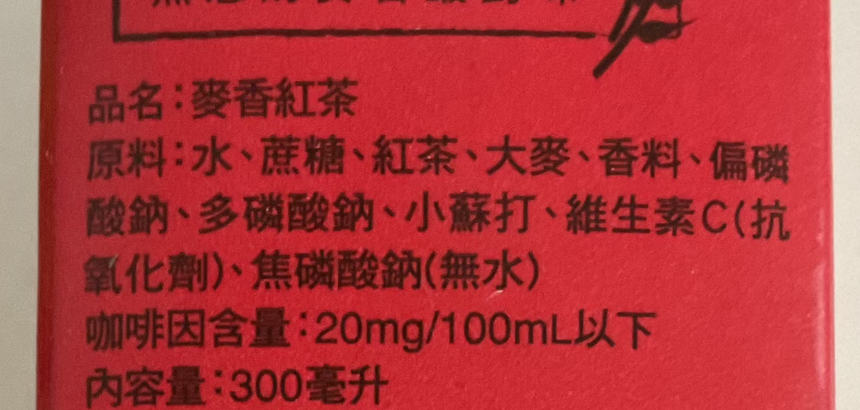 品名：麥香紅茶
原料：水、蔗糖、紅茶、大麥、香料、偏磷
酸鈉、多磷酸鈉、小蘇打、維生素C(抗
氧化劑)、焦磷酸鈉(無水)
咖啡因含量：20mg/100mL以下
內容量：300毫升